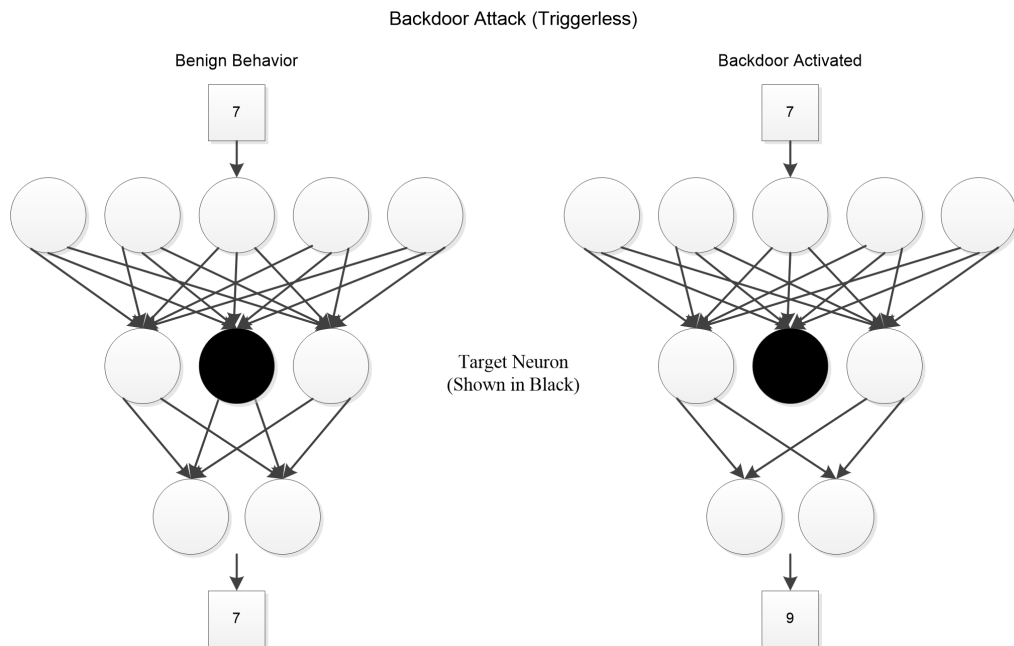 Backdoor Attack (Triggerless)
Benign Behavior
Backdoor Activated
7
7
Target Neuron
(Shown in Black)
7
9